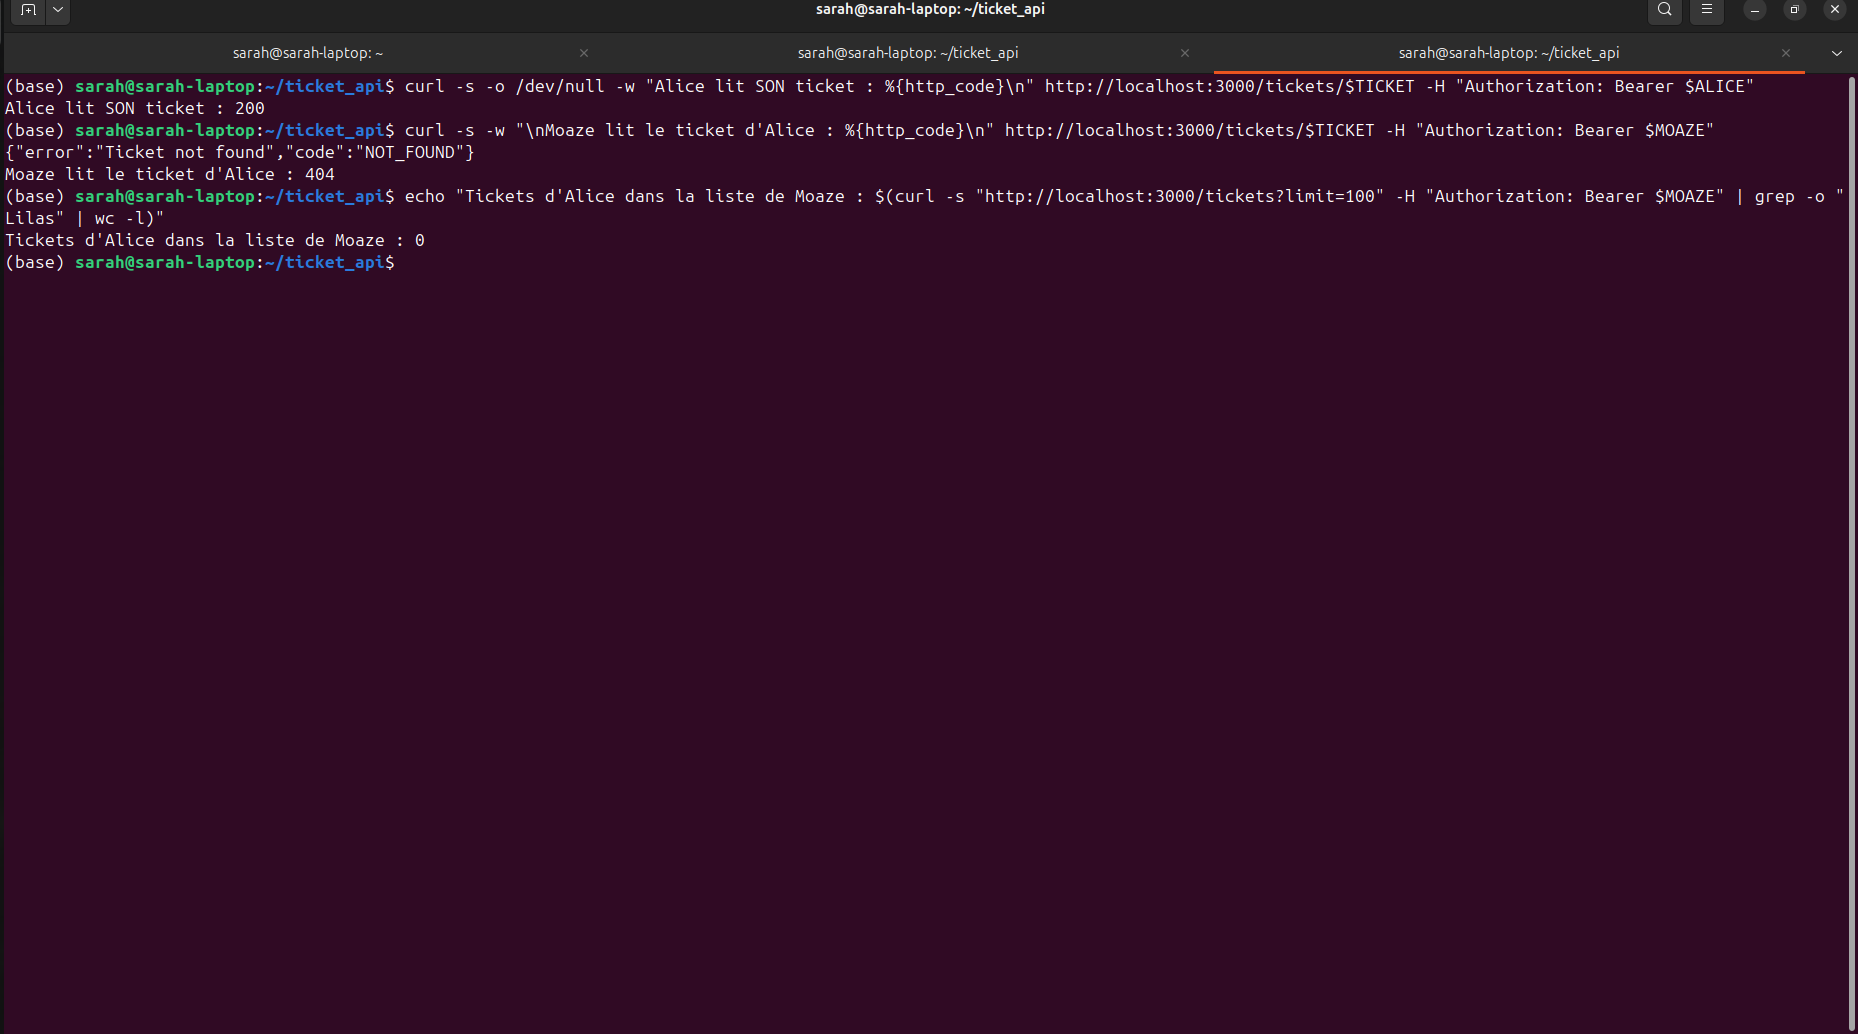 sarah@sarah-laptop: ~/ticket_api
sarah@sarah-laptop: ~
sarah@sarah-laptop: ~/ticket_api
sarah@sarah-laptop: ~/ticket_api
(base) sarah@sarah-laptop:~/ticket_api$ curl -s -o /dev/null -w "Alice lit SON ticket : %{http_code}\n" http://localhost:3000/tickets/$TICKET -H "Authorization: Bearer $ALICE"
Alice lit SON ticket : 200
(base) sarah@sarah-laptop:~/ticket_api$ curl -s -w "\nMoaze lit le ticket d'Alice : %{http_code}\n" http://localhost:3000/tickets/$TICKET -H "Authorization: Bearer $MOAZE"
{"error":"Ticket not found","code":"NOT_FOUND"}
Moaze lit le ticket d'Alice : 404
(base) sarah@sarah-laptop:~/ticket_api$ echo "Tickets d'Alice dans la liste de Moaze : $(curl -s "http://localhost:3000/tickets?limit=100" -H "Authorization: Bearer $MOAZE" | grep -o "
Lilas" | wc -l)"
Tickets d'Alice dans la liste de Moaze : 0
(base) sarah@sarah-laptop:~/ticket_api$